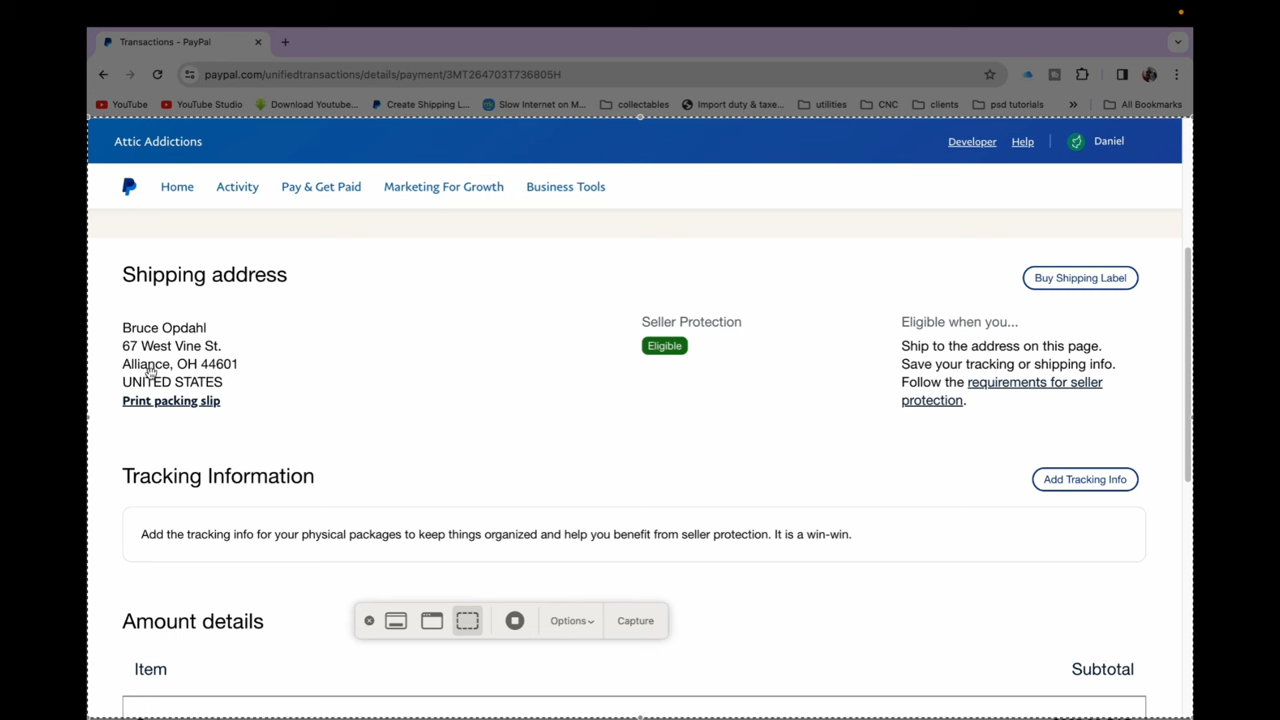 Transactions - PayPal
paypal.com/unifiedtransactions/details/payment/3MT264703T736805H
YouTube YouTube Studio Download Youtube... Create Shipping L... Slow Internet on M... collectables Import duty & taxe... utilities CNC clients psd tutorials » All Bookmarks
Attic Addictions Developer Help Daniel
Home Activity Pay & Get Paid Marketing For Growth Business Tools
Shipping address Buy Shipping Label
Bruce Opdahl
67 West Vine St.
Alliance, OH 44601
UNITED STATES
Print packing slip
Seller Protection
Eligible
Eligible when you...
Ship to the address on this page.
Save your tracking or shipping info.
Follow the requirements for seller
protection.
Tracking Information Add Tracking Info
Add the tracking info for your physical packages to keep things organized and help you benefit from seller protection. It is a win-win.
Amount details
Options Capture
Item Subtotal